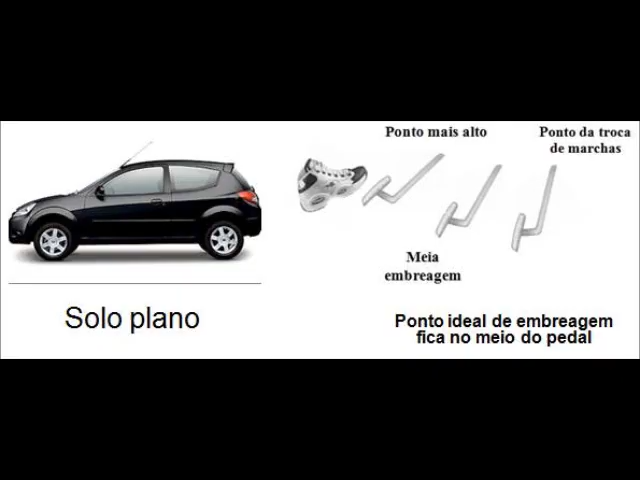 Ponto mais alto
Ponto da troca
de marchas
Meia
embreagem
Solo plano
Ponto ideal de embreagem
fica no meio do pedal